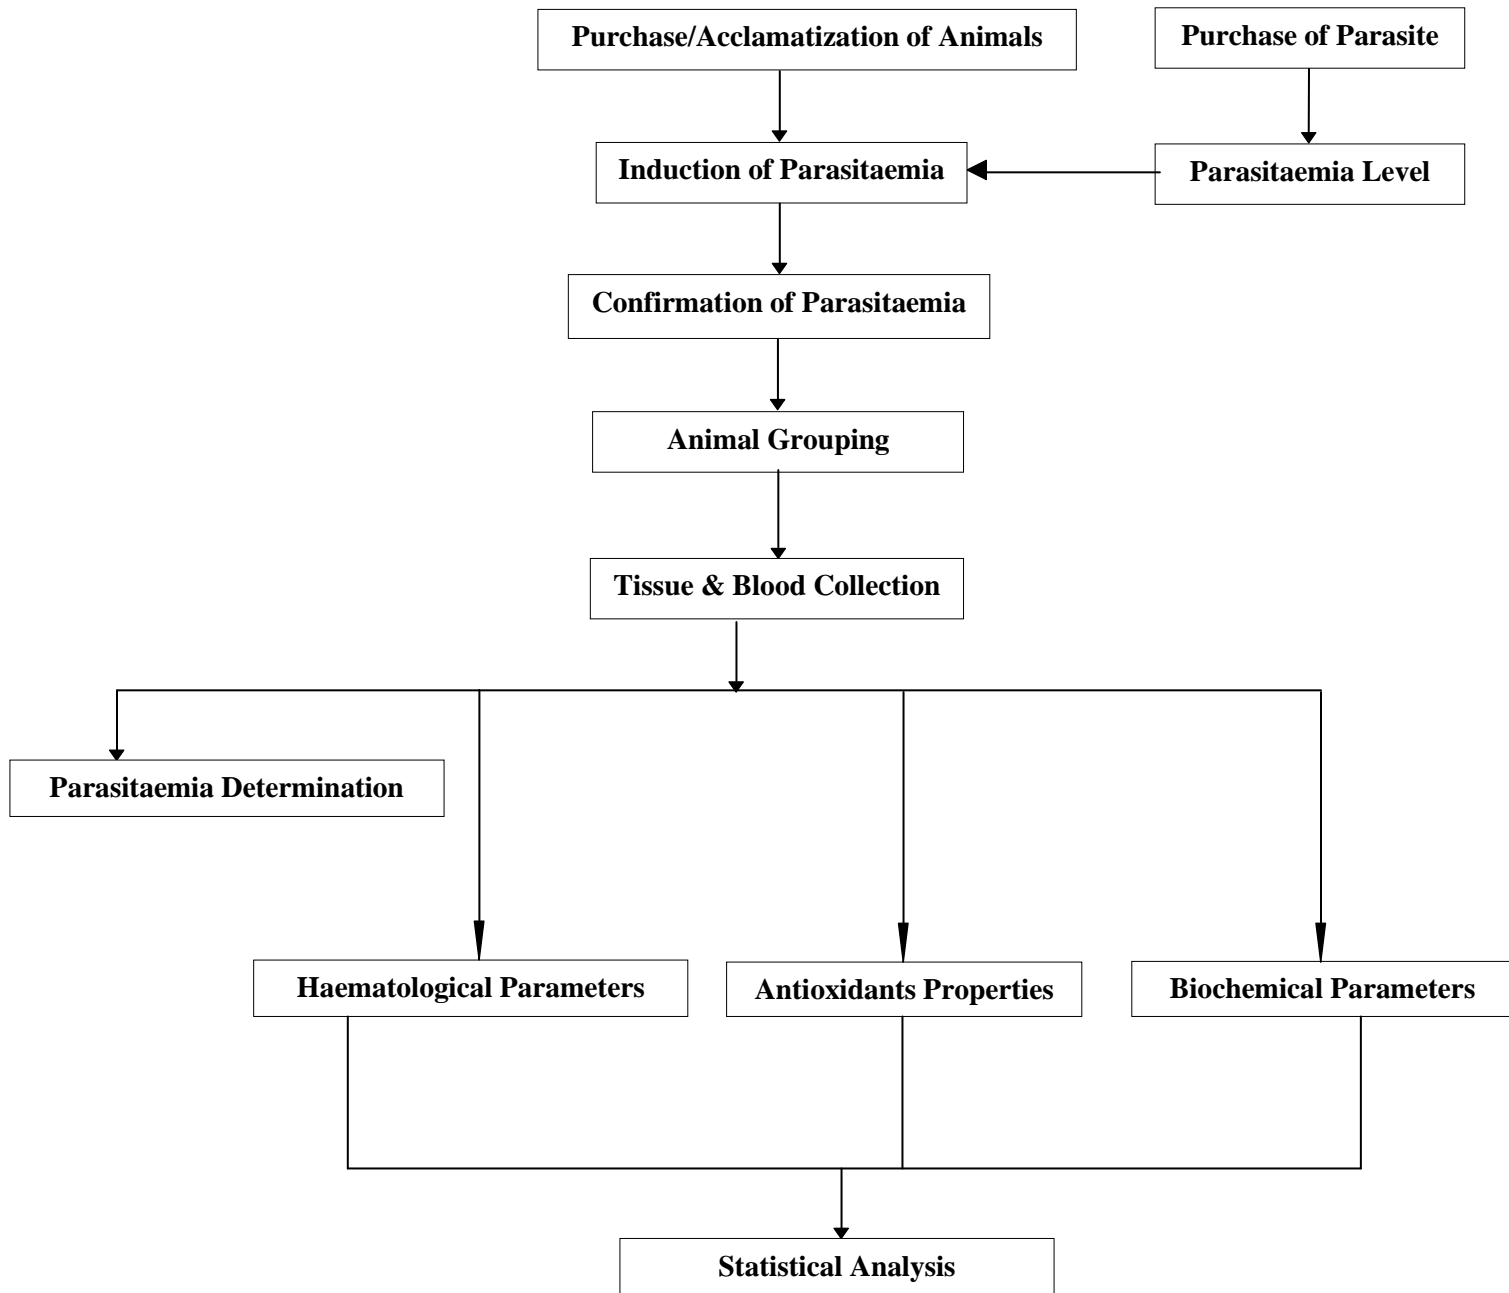 Purchase/Acclamatization of Animals
Purchase of Parasite
Induction of Parasitaemia
Parasitaemia Level
Confirmation of Parasitaemia
Animal Grouping
Tissue & Blood Collection
Parasitaemia Determination
Haematological Parameters
Antioxidants Properties
Biochemical Parameters
Statistical Analysis